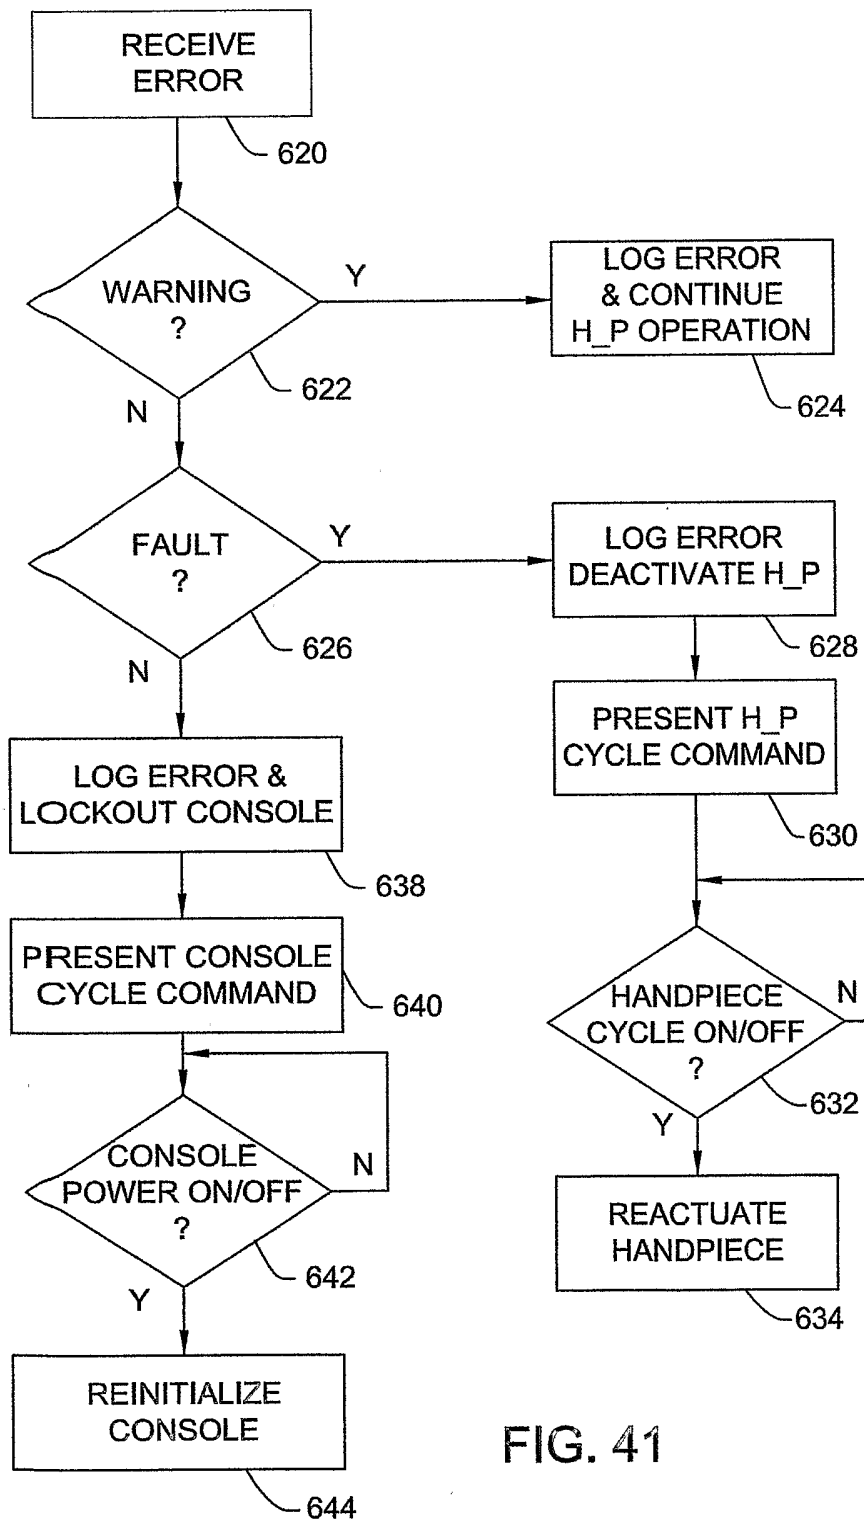 RECEIVE
ERROR
620
WARNING
?
Y
622
N
LOG ERROR
& CONTINUE
H_P OPERATION
624
FAULT
?
Y
626
N
LOG ERROR
DEACTIVATE H_P
628
PRESENT H_P
CYCLE COMMAND
630
LOG ERROR &
LOCKOUT CONSOLE
638
PRESENT CONSOLE
CYCLE COMMAND
640
HANDPIECE
CYCLE ON/OFF
?
N
632
Y
CONSOLE
POWER ON/OFF
?
N
642
Y
REACTUATE
HANDPIECE
634
REINITIALIZE
CONSOLE
644
FIG. 41